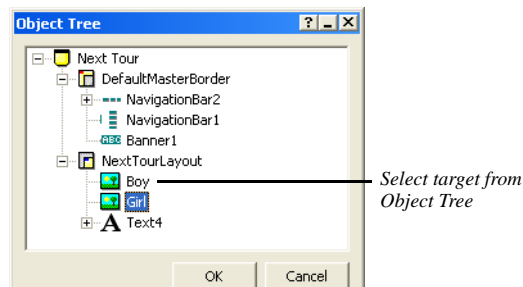 Object Tree
Next Tour
DefaultMasterBorder
NavigationBar2
NavigationBar1
ABC Banner1
NextTourLayout
Boy
Select target from
Object Tree
Girl
A Text4
OK Cancel